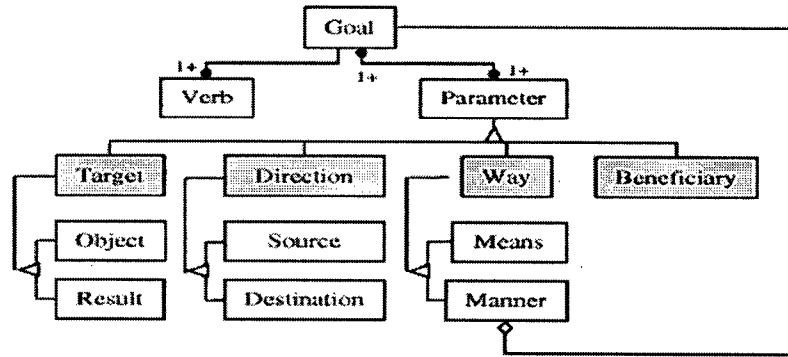 Goal
1+
1+
1+
Verb
Parameter
Target
Direction
Way
Beneficiary
Object
Source
Means
Result
Destination
Manner